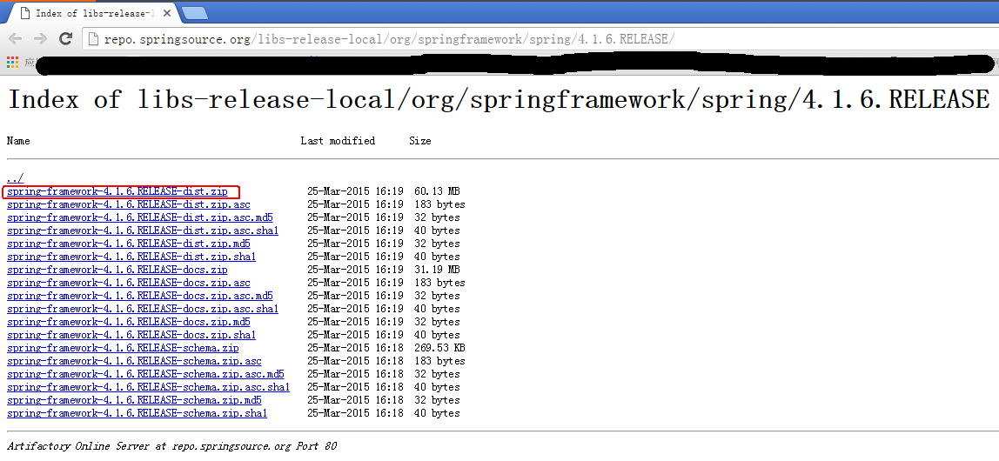 Index of libs-release-l
repo.springsource.org/libs-release-local/org/springframework/spring/4.1.6.RELEASE/
应
Index of libs-release-local/org/springframework/spring/4.1.6.RELEASE
Name Last modified Size
../
spring-framework-4.1.6.RELEASE-dist.zip 25-Mar-2015 16:19 60.13 MB
spring-framework-4.1.6.RELEASE-dist.zip.asc 25-Mar-2015 16:19 183 bytes
spring-framework-4.1.6.RELEASE-dist.zip.asc.md5 25-Mar-2015 16:19 32 bytes
spring-framework-4.1.6.RELEASE-dist.zip.asc.sha1 25-Mar-2015 16:19 40 bytes
spring-framework-4.1.6.RELEASE-dist.zip.md5 25-Mar-2015 16:19 32 bytes
spring-framework-4.1.6.RELEASE-dist.zip.sha1 25-Mar-2015 16:19 40 bytes
spring-framework-4.1.6.RELEASE-docs.zip 25-Mar-2015 16:19 31.19 MB
spring-framework-4.1.6.RELEASE-docs.zip.asc 25-Mar-2015 16:19 183 bytes
spring-framework-4.1.6.RELEASE-docs.zip.asc.md5 25-Mar-2015 16:19 32 bytes
spring-framework-4.1.6.RELEASE-docs.zip.asc.sha1 25-Mar-2015 16:19 40 bytes
spring-framework-4.1.6.RELEASE-docs.zip.md5 25-Mar-2015 16:19 32 bytes
spring-framework-4.1.6.RELEASE-docs.zip.sha1 25-Mar-2015 16:19 40 bytes
spring-framework-4.1.6.RELEASE-schema.zip 25-Mar-2015 16:18 269.53 KB
spring-framework-4.1.6.RELEASE-schema.zip.asc 25-Mar-2015 16:18 183 bytes
spring-framework-4.1.6.RELEASE-schema.zip.asc.md5 25-Mar-2015 16:18 32 bytes
spring-framework-4.1.6.RELEASE-schema.zip.asc.sha1 25-Mar-2015 16:18 40 bytes
spring-framework-4.1.6.RELEASE-schema.zip.md5 25-Mar-2015 16:18 32 bytes
spring-framework-4.1.6.RELEASE-schema.zip.sha1 25-Mar-2015 16:18 40 bytes
Artifactory Online Server at repo.springsource.org Port 80